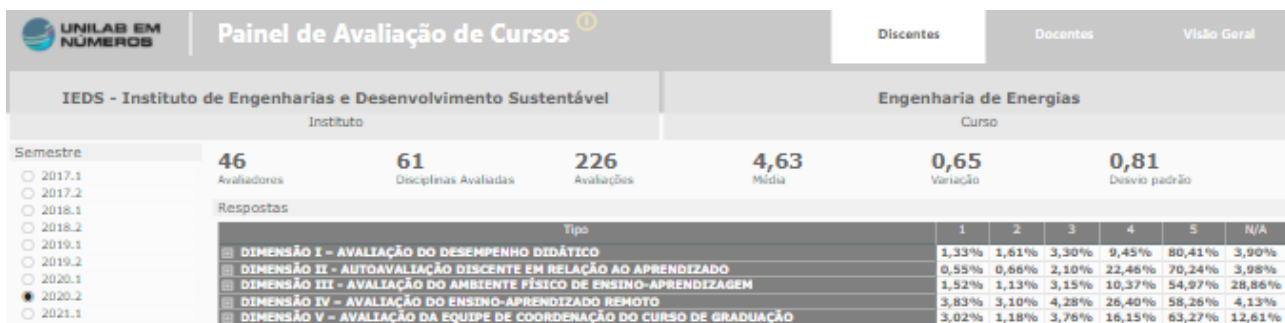 UNILAB EM NÚMEROS
Painel de Avaliação de Cursos
Discentes Docentes Visão Geral
IEDS - Instituto de Engenharias e Desenvolvimento Sustentável Engenharia de Energias
Instituto Curso
Semestre
2017.1
2017.2
2018.1
2018.2
2019.1
2019.2
2020.1
2020.2
2021.1
46 61 226 4,63 0,65 0,81
Avaliadores Disciplinas Avaliadas Avaliações Média Variação Desvio padrão
Respostas
Tipo 1 2 3 4 5 N/A
DIMENSÃO I – AVALIAÇÃO DO DESEMPENHO DIDÁTICO 1,33% 1,61% 3,30% 9,45% 80,41% 3,90%
DIMENSÃO II - AUTOAVALIAÇÃO DISCENTE EM RELAÇÃO AO APRENDIZADO 0,55% 0,66% 2,10% 22,46% 70,24% 3,98%
DIMENSÃO III - AVALIAÇÃO DO AMBIENTE FÍSICO DE ENSINO-APRENDIZAGEM 1,52% 1,13% 3,15% 10,37% 54,97% 28,86%
DIMENSÃO IV – AVALIAÇÃO DO ENSINO-APRENDIZADO REMOTO 3,83% 3,10% 4,28% 26,40% 58,26% 4,13%
DIMENSÃO V – AVALIAÇÃO DA EQUIPE DE COORDENAÇÃO DO CURSO DE GRADUAÇÃO 3,02% 1,18% 3,76% 16,15% 63,27% 12,61%